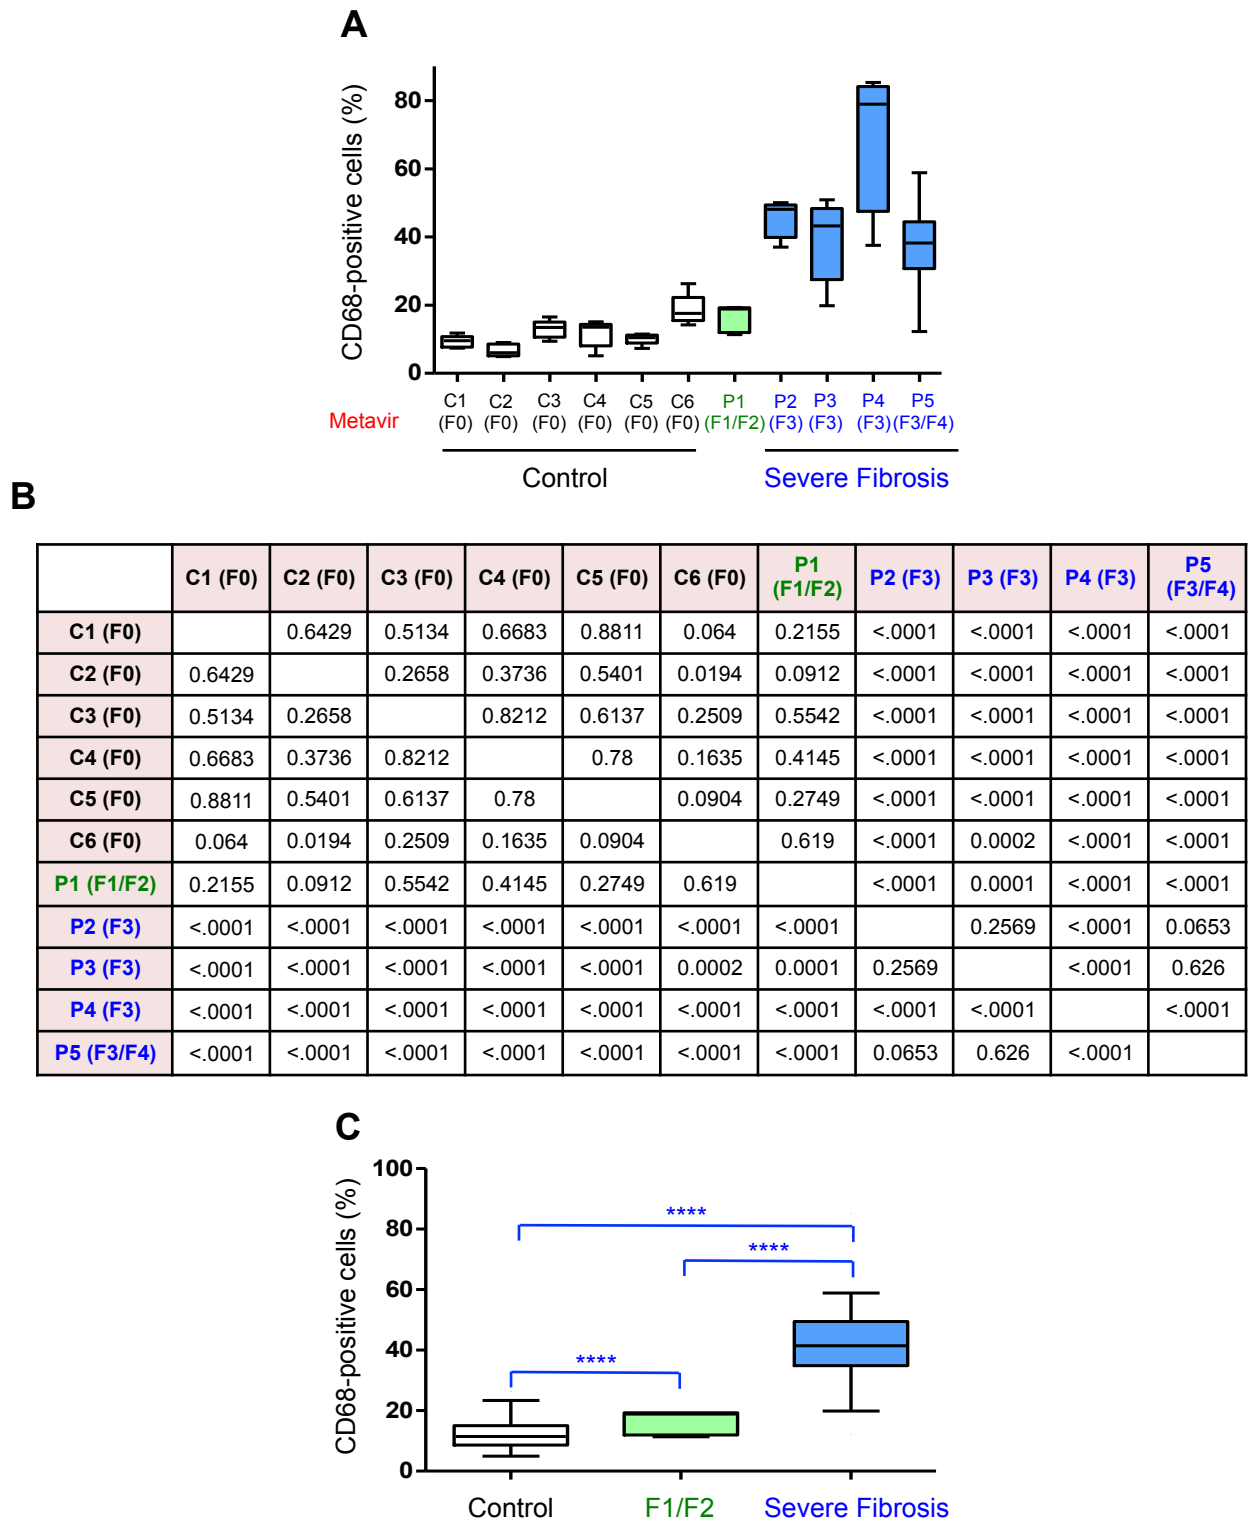 A
CD68-positive cells (%)
80
60
40
20
0
C1 C2 C3 C4 C5 C6 P1 P2 P3 P4 P5
Metavir (F0) (F0) (F0) (F0) (F0) (F0) (F1/F2) (F3) (F3) (F3) (F3/F4)
Control Severe Fibrosis
B
C1 (F0) C2 (F0) C3 (F0) C4 (F0) C5 (F0) C6 (F0) P1 (F1/F2) P2 (F3) P3 (F3) P4 (F3) P5 (F3/F4)
C1 (F0) 0.6429 0.5134 0.6683 0.8811 0.064 0.2155 <.0001 <.0001 <.0001 <.0001
C2 (F0) 0.6429 0.2658 0.3736 0.5401 0.0194 0.0912 <.0001 <.0001 <.0001 <.0001
C3 (F0) 0.5134 0.2658 0.8212 0.6137 0.2509 0.5542 <.0001 <.0001 <.0001 <.0001
C4 (F0) 0.6683 0.3736 0.8212 0.78 0.1635 0.4145 <.0001 <.0001 <.0001 <.0001
C5 (F0) 0.8811 0.5401 0.6137 0.78 0.0904 0.2749 <.0001 <.0001 <.0001 <.0001
C6 (F0) 0.064 0.0194 0.2509 0.1635 0.0904 0.619 <.0001 0.0002 <.0001 <.0001
P1 (F1/F2) 0.2155 0.0912 0.5542 0.4145 0.2749 0.619 <.0001 0.0001 <.0001 <.0001
P2 (F3) <.0001 <.0001 <.0001 <.0001 <.0001 <.0001 <.0001 0.2569 <.0001 0.0653
P3 (F3) <.0001 <.0001 <.0001 <.0001 <.0001 0.0002 0.0001 0.2569 <.0001 0.626
P4 (F3) <.0001 <.0001 <.0001 <.0001 <.0001 <.0001 <.0001 <.0001 <.0001 <.0001
P5 (F3/F4) <.0001 <.0001 <.0001 <.0001 <.0001 <.0001 <.0001 0.0653 0.626 <.0001
C
CD68-positive cells (%)
100
80
60
40
20
0
****
****
****
Control F1/F2 Severe Fibrosis